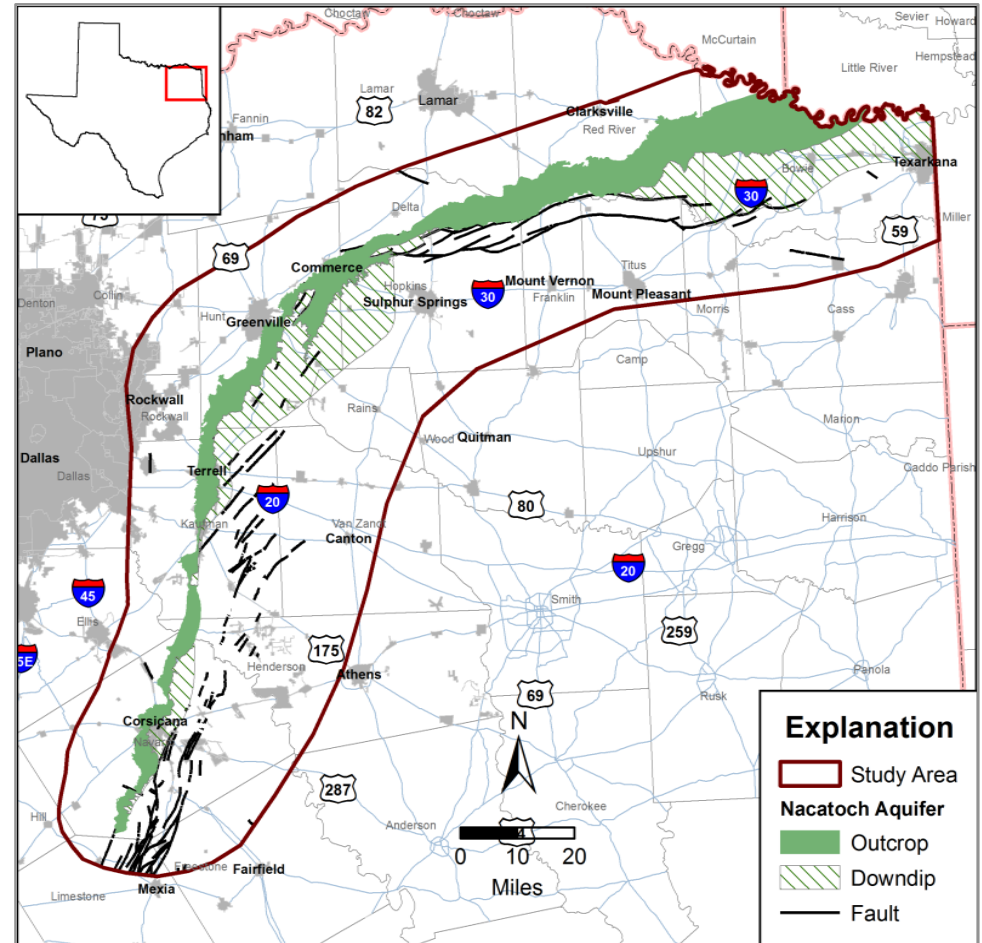 Choctaw
Choctaw
Sevier
Howard
McCurtain
Hempstead
Little River
Lamar
Lamar
82
Fannin
Clarksville
Red River
nham
Bowie
Texarkana
30
Delta
Miller
59
69
Commerce
Hopkins
Mount Vernon
Titus
Sulphur Springs
30
Franklin
Mount Pleasant
Denton
Collin
Hunt
Greenville
Morris
Cass
Plano
Camp
Rockwall
Rockwall
Rains
Marion
Wood
Quitman
Upshur
Dallas
Dallas
Terrell
Caddo Parish
20
80
Kaufman
Van Zandt
Canton
Harrison
Gregg
20
45
Smith
Ellis
259
5E
175
Henderson
Athens
Panola
69
Rusk
N
Corsicana
Navarro
287
Hill
Anderson
Cherokee
0 10 20
Miles
Freestone
Fairfield
Limestone
Mexia
Explanation
Study Area
Nacatoch Aquifer
Outcrop
Downdip
Fault